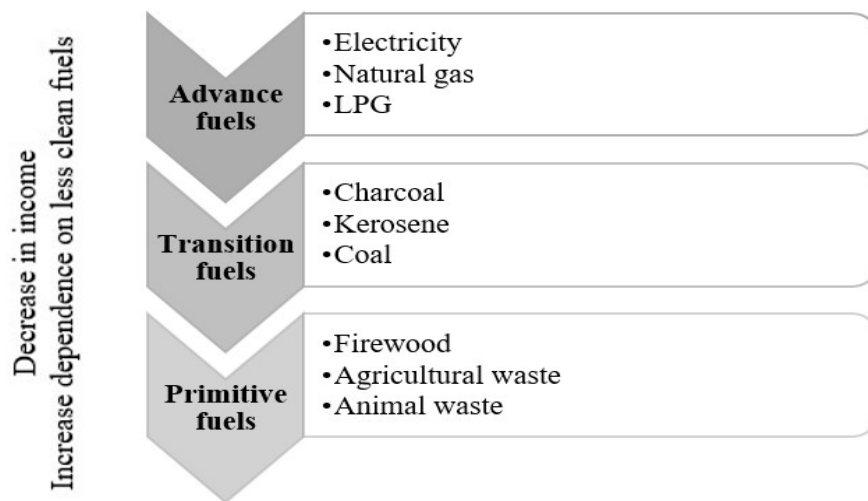 Decrease in income
Increase dependence on less clean fuels
Advance
fuels
•Electricity
•Natural gas
•LPG
Transition
fuels
•Charcoal
•Kerosene
•Coal
Primitive
fuels
•Firewood
•Agricultural waste
•Animal waste